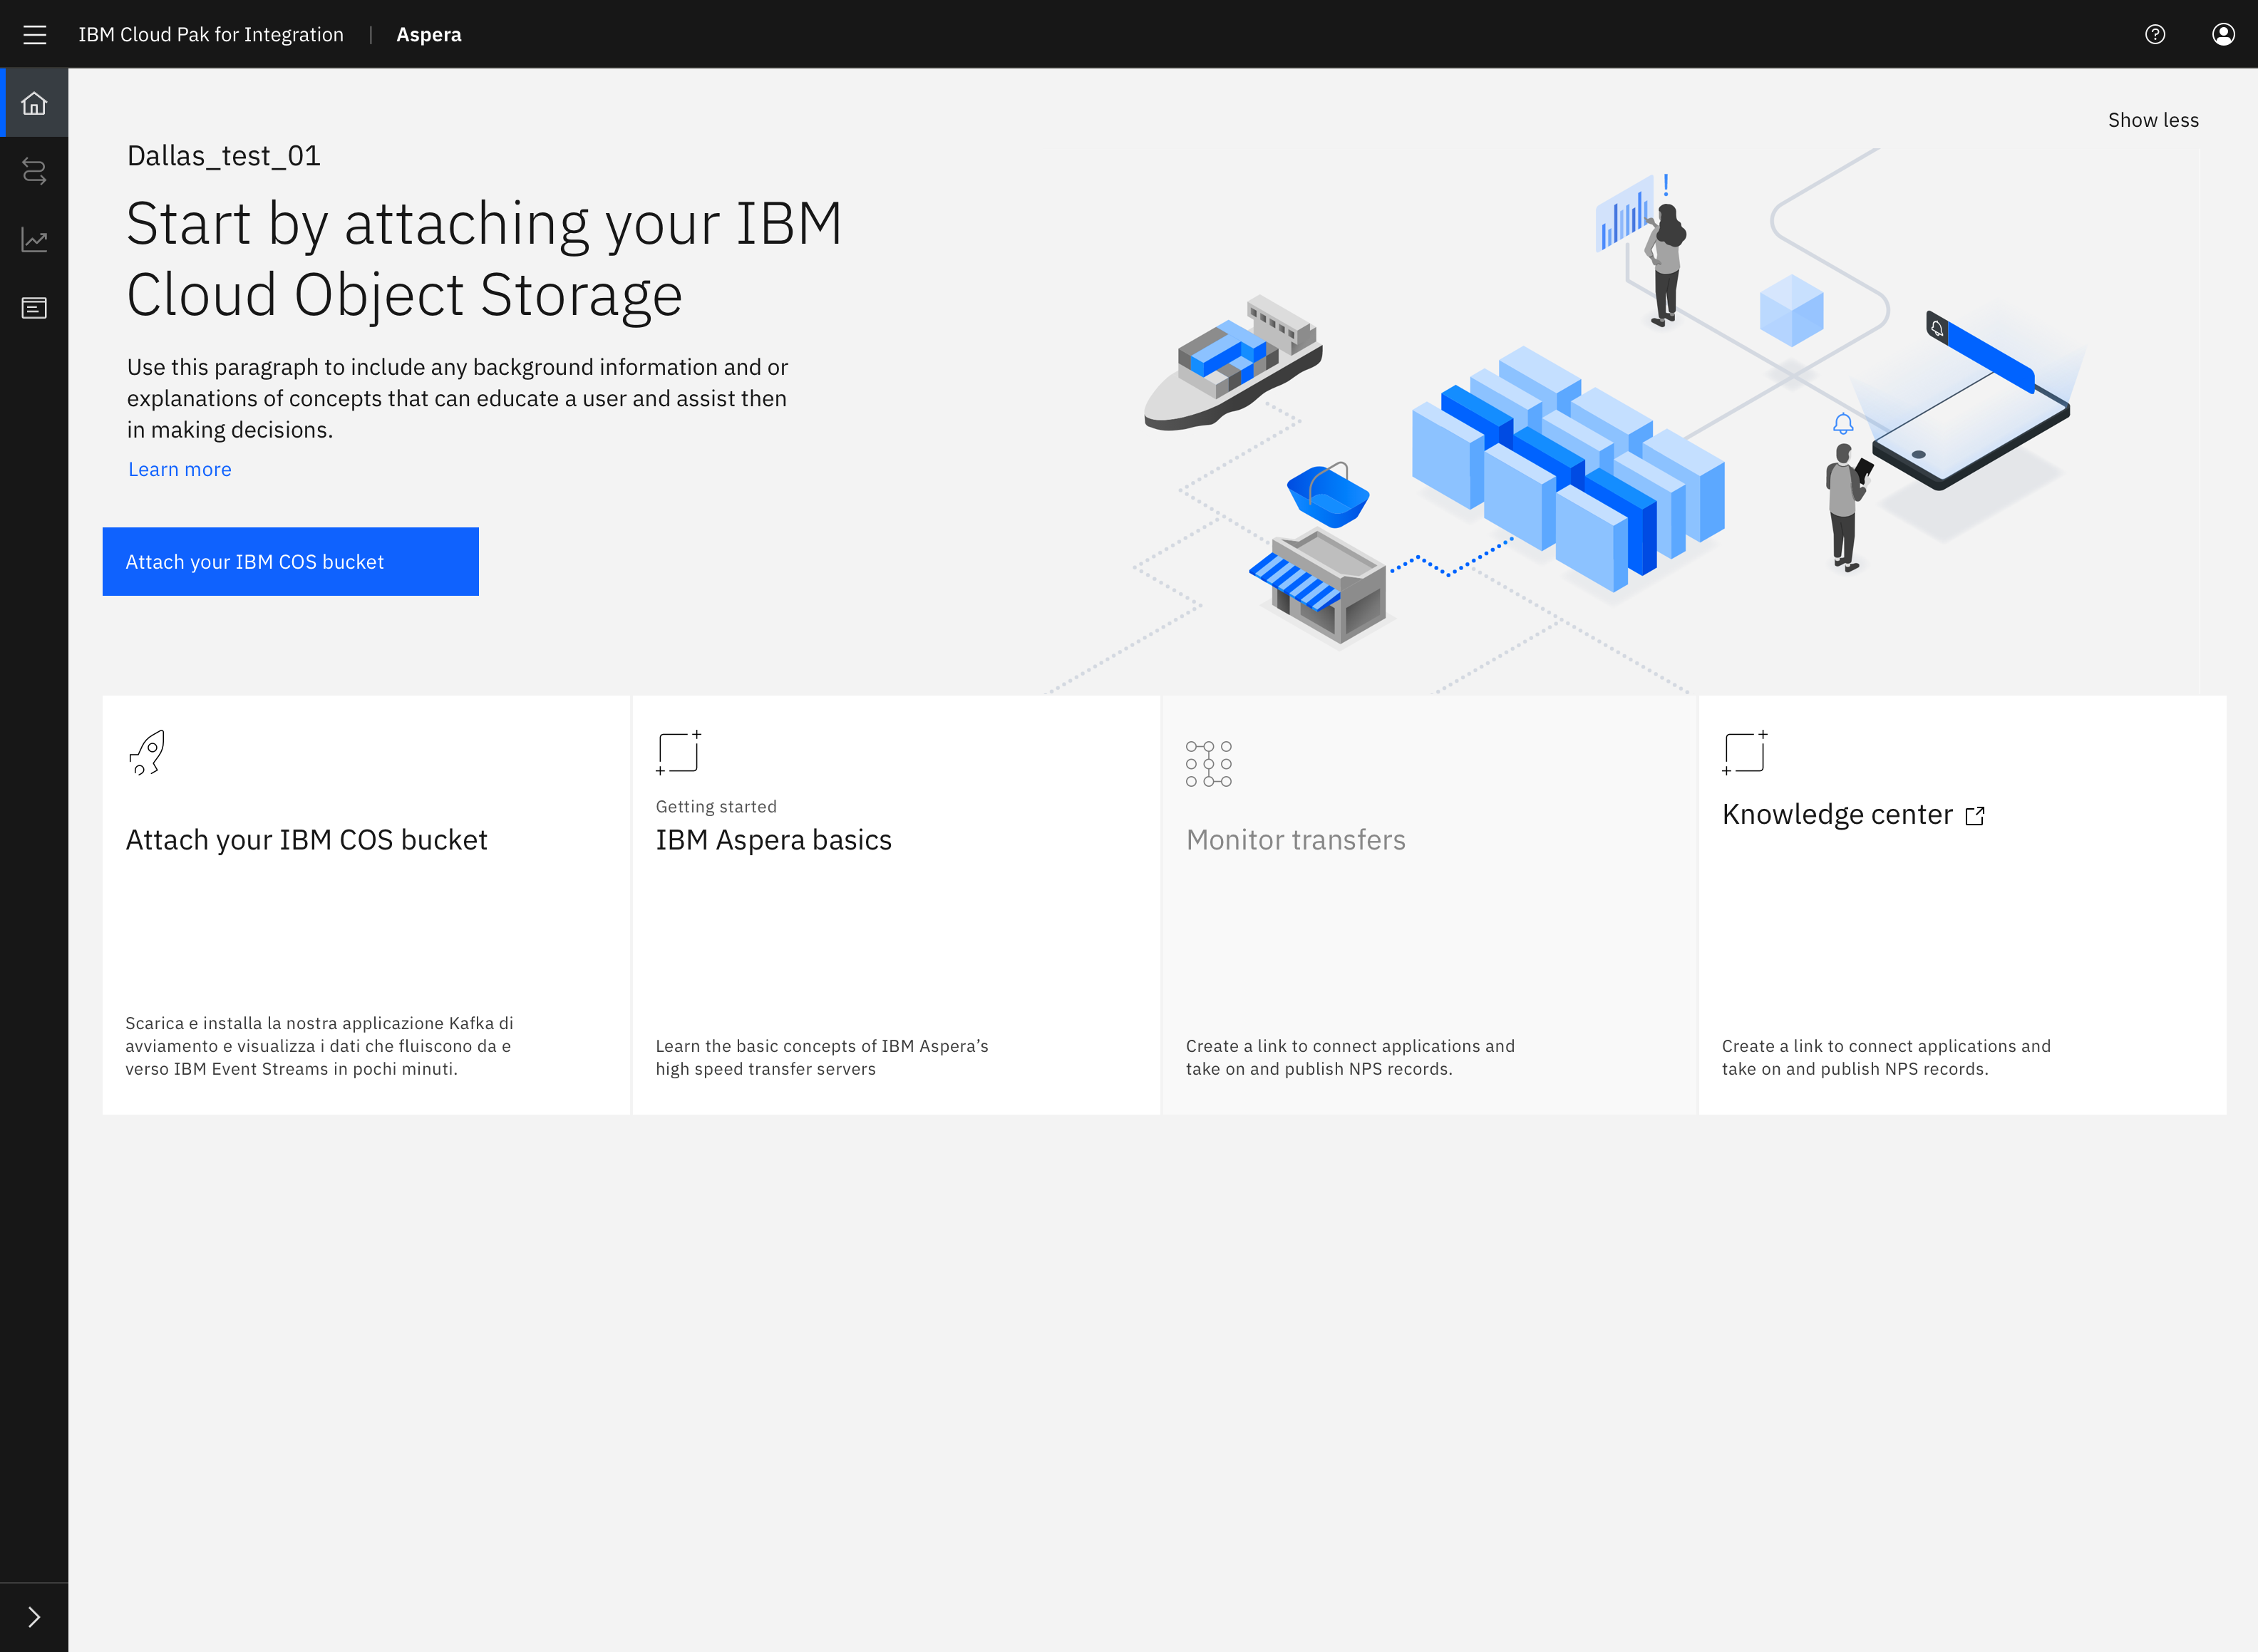 IBM Cloud Pak for Integration | Aspera
Show less
Dallas_test_01
Start by attaching your IBM
Cloud Object Storage
Use this paragraph to include any background information and or
explanations of concepts that can educate a user and assist then
in making decisions.
Learn more
Attach your IBM COS bucket
Attach your IBM COS bucket
Scarica e installa la nostra applicazione Kafka di
avviamento e visualizza i dati che fluiscono da e
verso IBM Event Streams in pochi minuti.
Getting started
IBM Aspera basics
Learn the basic concepts of IBM Aspera’s
high speed transfer servers
Monitor transfers
Create a link to connect applications and
take on and publish NPS records.
Knowledge center
Create a link to connect applications and
take on and publish NPS records.